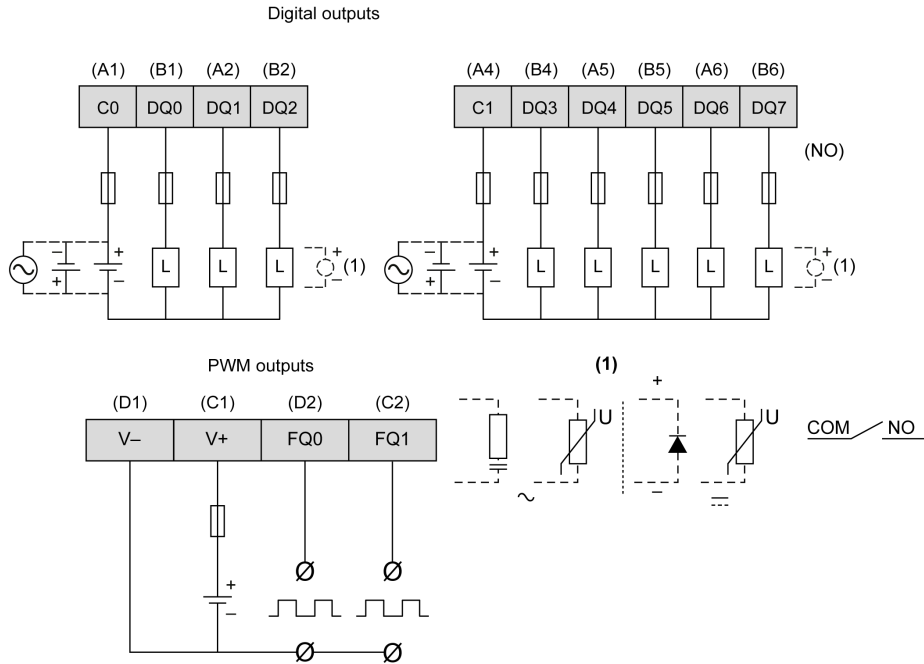 Digital outputs
(A1) (B1) (A2) (B2)
C0 DQ0 DQ1 DQ2
L L L
+ − + −
+ − (1)
(A4) (B4) (A5) (B5) (A6) (B6)
C1 DQ3 DQ4 DQ5 DQ6 DQ7
(NO)
L L L L L
+ − + −
+ − (1)
PWM outputs
(D1) (C1) (D2) (C2)
V− V+ FQ0 FQ1
+
−
(1)
+
U U
−
COM NO